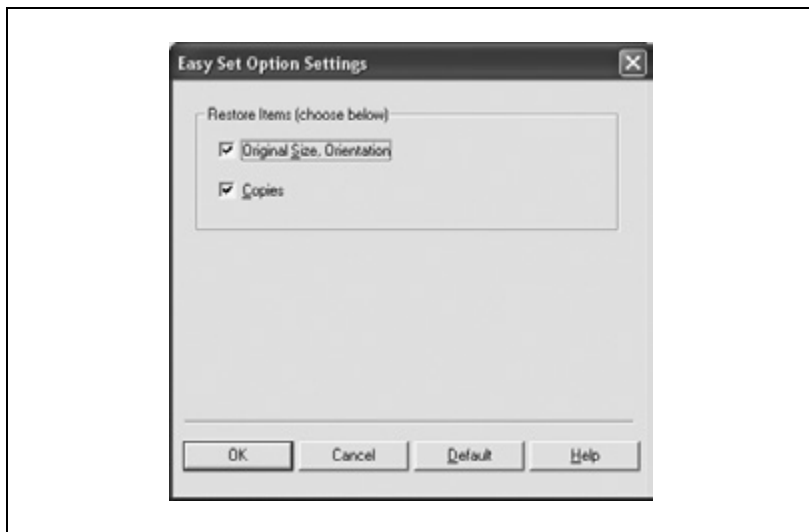 Easy Set Option Settings
Restore Items (choose below)
Original Size, Orientation
Copies
OK Cancel Default Help